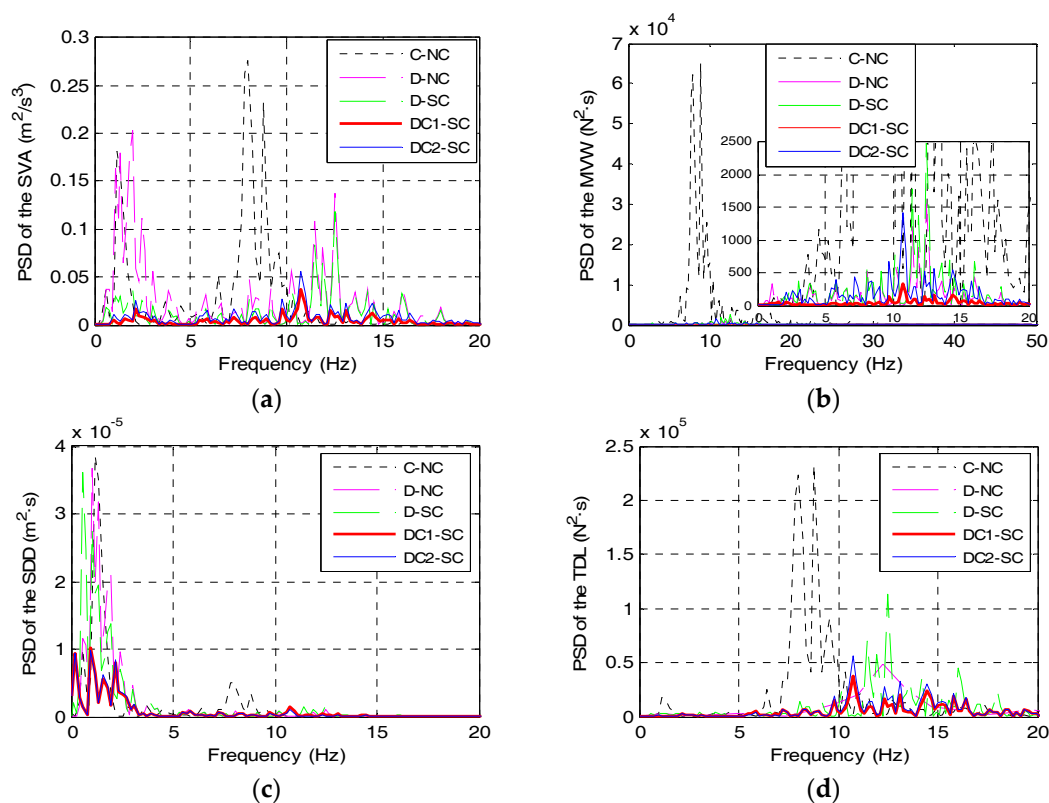 PSD of the SVA (m²/s³)
0.3
0.25
0.2
0.15
0.1
0.05
0
0 5 10 15 20
Frequency (Hz)
C-NC
D-NC
D-SC
DC1-SC
DC2-SC
(a)
x 10⁴
PSD of the MVW (N²·s)
7
6
5
4
3
2
1
0
0 10 20 30 40 50
Frequency (Hz)
C-NC
D-NC
D-SC
DC1-SC
DC2-SC
2500
2000
1500
1000
500
0
0 5 10 15 20
(b)
x 10⁻⁵
PSD of the SDD (m²·s)
4
3
2
1
0
0 5 10 15 20
Frequency (Hz)
C-NC
D-NC
D-SC
DC1-SC
DC2-SC
(c)
x 10⁵
PSD of the TDL (N²·s)
2.5
2
1.5
1
0.5
0
0 5 10 15 20
Frequency (Hz)
C-NC
D-NC
D-SC
DC1-SC
DC2-SC
(d)